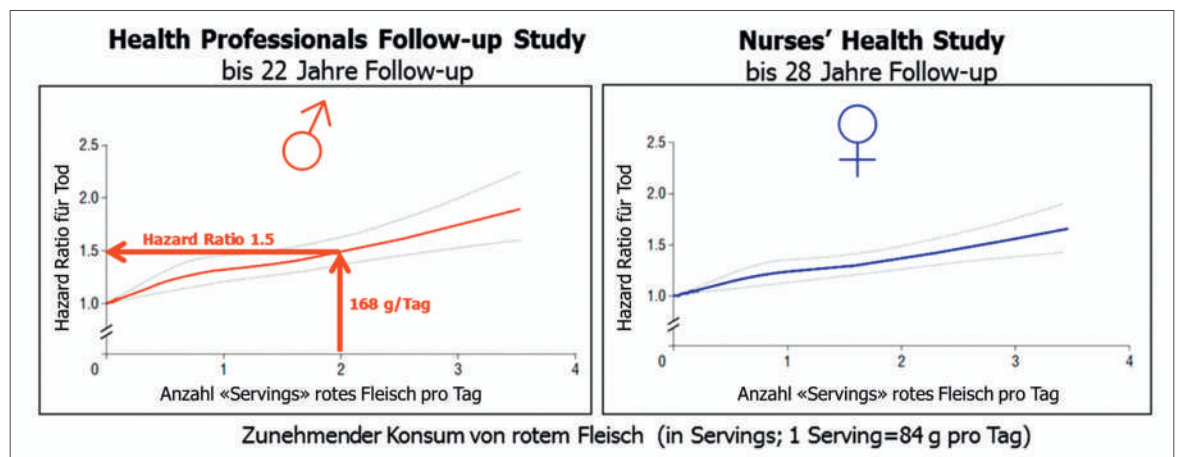 Health Professionals Follow-up Study
bis 22 Jahre Follow-up
Hazard Ratio für Tod
2.5
2.0
1.5
1.0
Hazard Ratio 1.5
168 g/Tag
0
1
2
3
4
Anzahl «Servings» rotes Fleisch pro Tag
Nurses’ Health Study
bis 28 Jahre Follow-up
Hazard Ratio für Tod
2.5
2.0
1.5
1.0
0
1
2
3
4
Anzahl «Servings» rotes Fleisch pro Tag
Zunehmender Konsum von rotem Fleisch (in Servings; 1 Serving=84 g pro Tag)